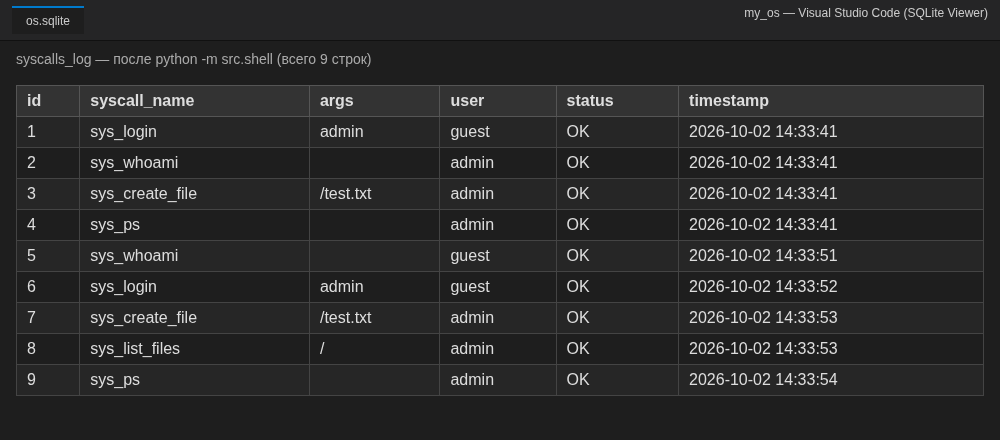 os.sqlite
my_os — Visual Studio Code (SQLite Viewer)
syscalls_log — после python -m src.shell (всего 9 строк)
id syscall_name args user status timestamp
1 sys_login admin guest OK 2026-10-02 14:33:41
2 sys_whoami admin OK 2026-10-02 14:33:41
3 sys_create_file /test.txt admin OK 2026-10-02 14:33:41
4 sys_ps admin OK 2026-10-02 14:33:41
5 sys_whoami guest OK 2026-10-02 14:33:51
6 sys_login admin guest OK 2026-10-02 14:33:52
7 sys_create_file /test.txt admin OK 2026-10-02 14:33:53
8 sys_list_files / admin OK 2026-10-02 14:33:53
9 sys_ps admin OK 2026-10-02 14:33:54